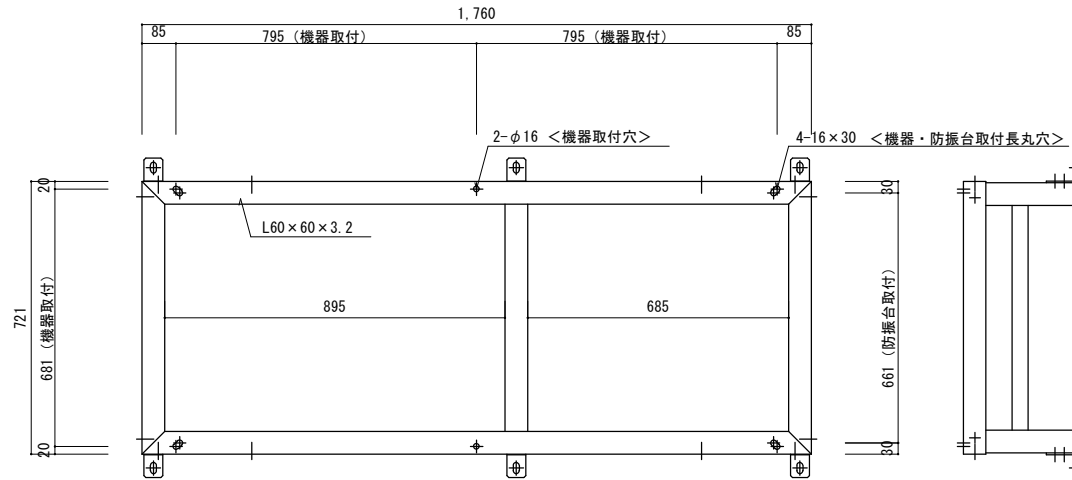 1,760
85
795 (機器取付)
795 (機器取付)
85
2-φ16 <機器取付穴>
4-16×30 <機器・防振台取付長丸穴>
20
30
L60×60×3.2
895
685
721
681 (機器取付)
661 (防振台取付)
20
30